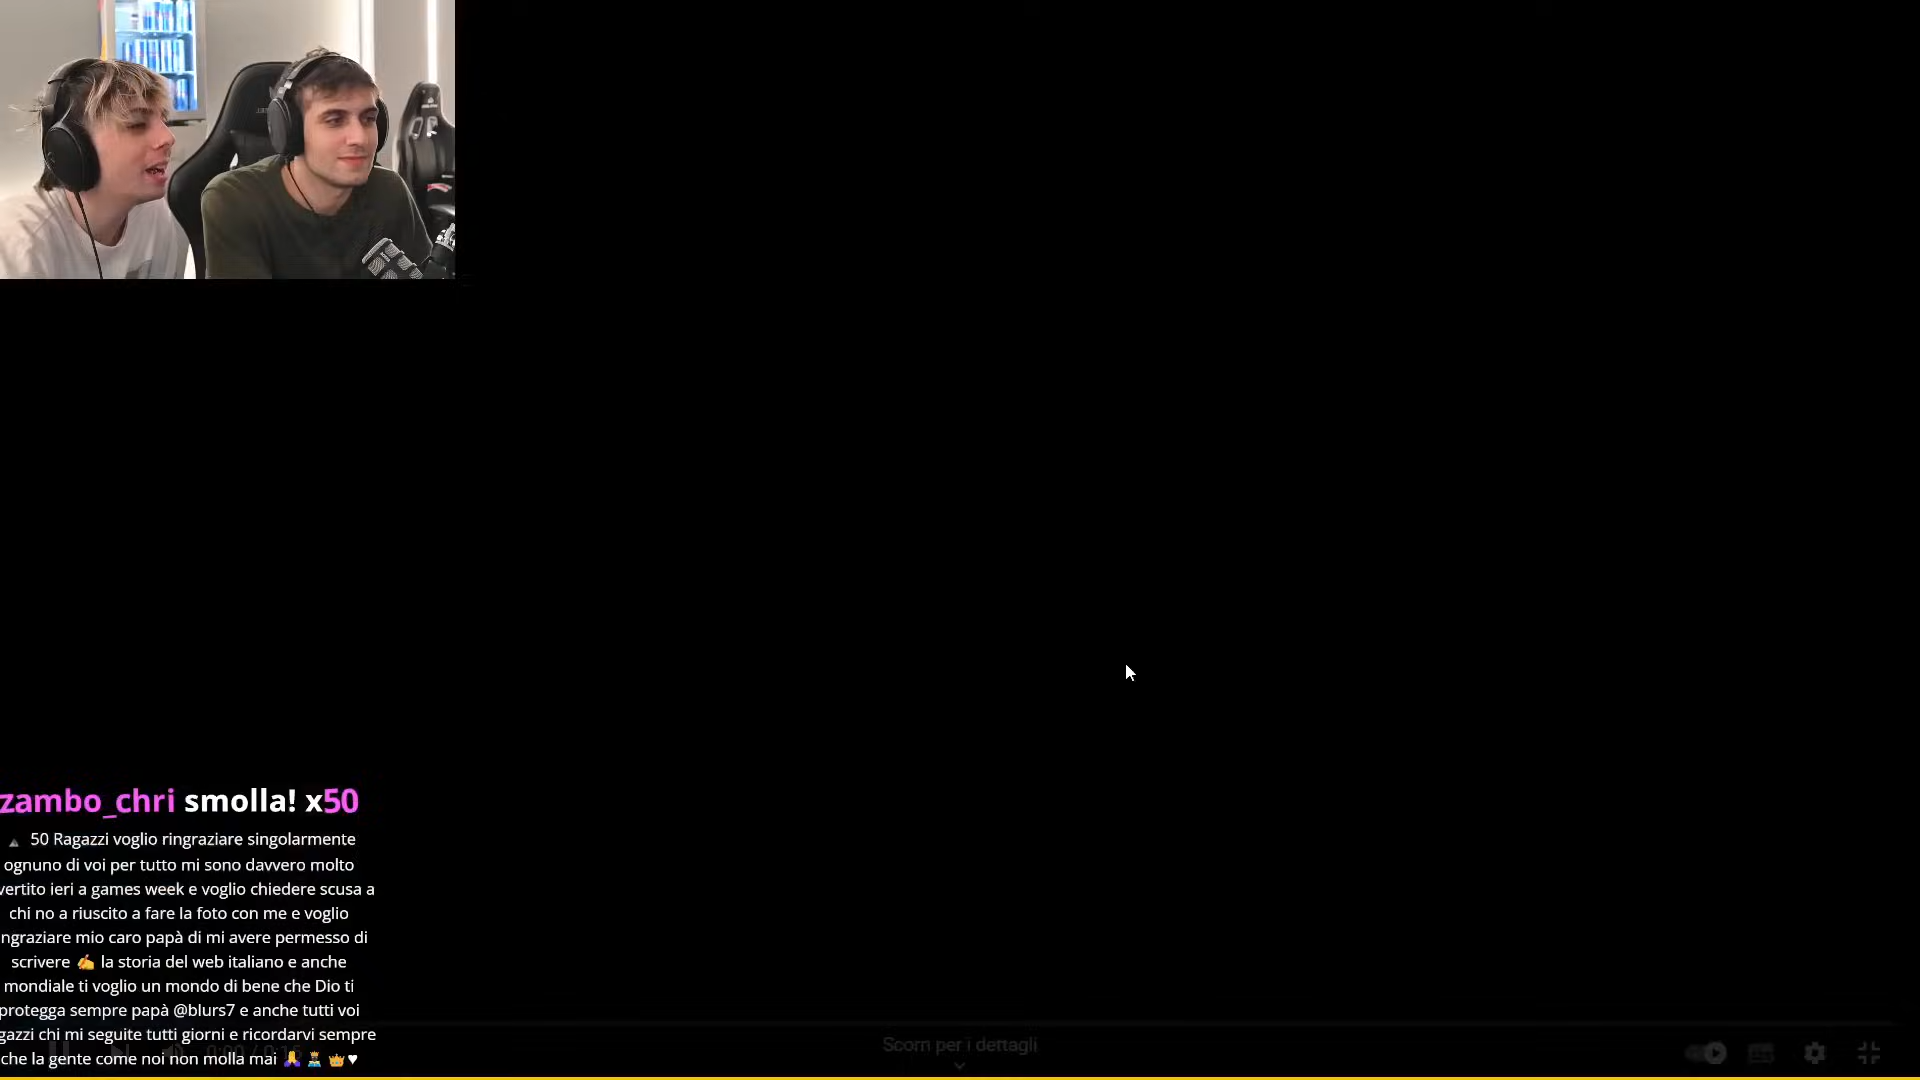 zambo_chri smolla! x50
50 Ragazzi voglio ringraziare singolarmente
ognuno di voi per tutto mi sono davvero molto
vertito ieri a games week e voglio chiedere scusa a
chi no a riuscito a fare la foto con me e voglio
ngraziare mio caro papà di mi avere permesso di
scrivere ✍️ la storia del web italiano e anche
mondiale ti voglio un mondo di bene che Dio ti
protegga sempre papà @blurs7 e anche tutti voi
gazzi chi mi seguite tutti giorni e ricordarvi sempre
che la gente come noi non molla mai
Scorri per i dettagli